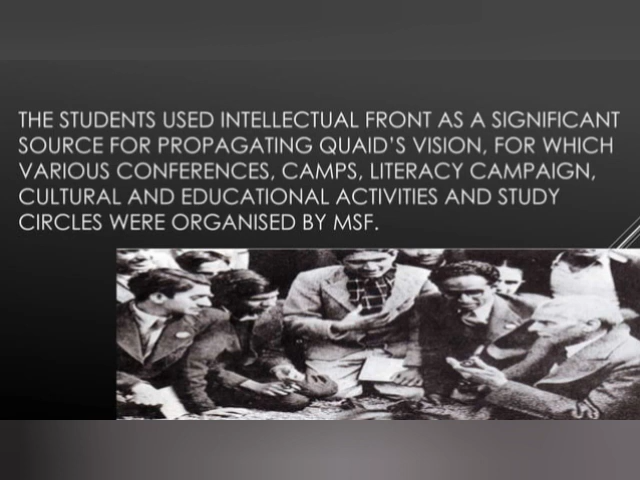 THE STUDENTS USED INTELLECTUAL FRONT AS A SIGNIFICANT
SOURCE FOR PROPAGATING QUAID'S VISION, FOR WHICH
VARIOUS CONFERENCES, CAMPS, LITERACY CAMPAIGN,
CULTURAL AND EDUCATIONAL ACTIVITIES AND STUDY
CIRCLES WERE ORGANISED BY MSF.